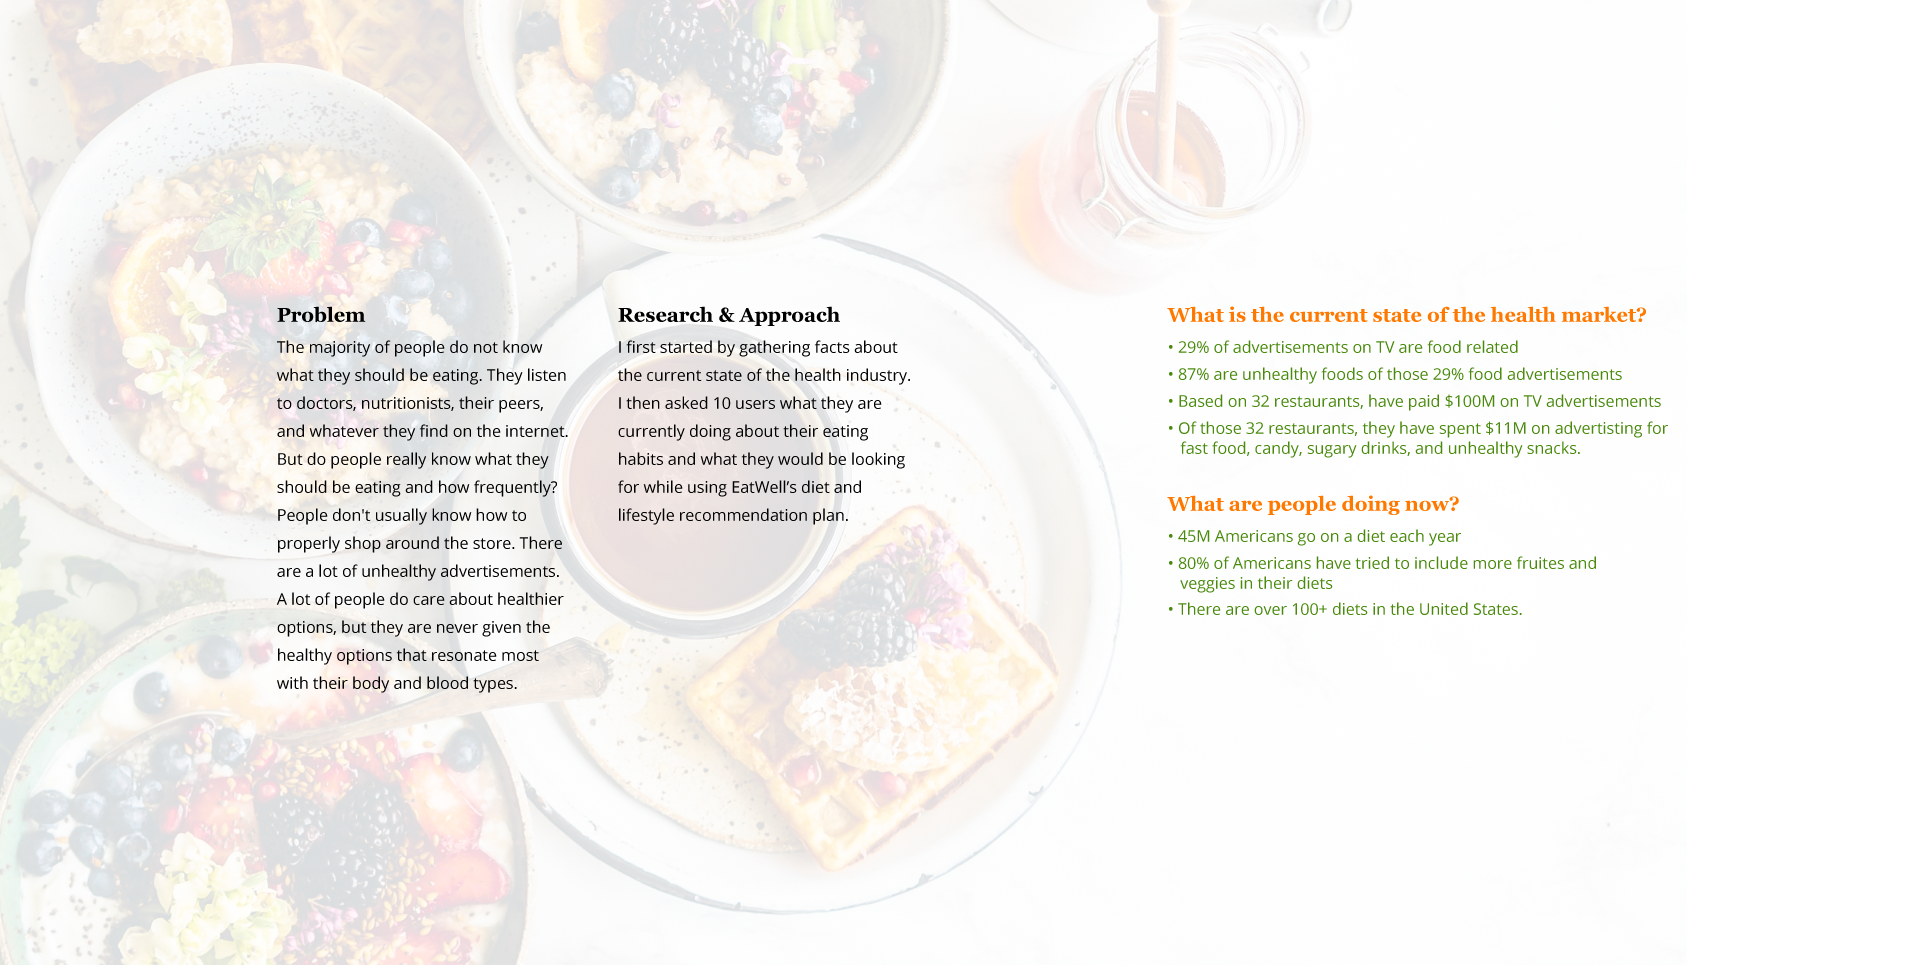 Problem
The majority of people do not know
what they should be eating. They listen
to doctors, nutritionists, their peers,
and whatever they find on the internet.
But do people really know what they
should be eating and how frequently?
People don't usually know how to
properly shop around the store. There
are a lot of unhealthy advertisements.
A lot of people do care about healthier
options, but they are never given the
healthy options that resonate most
with their body and blood types.
Research & Approach
I first started by gathering facts about
the current state of the health industry.
I then asked 10 users what they are
currently doing about their eating
habits and what they would be looking
for while using EatWell’s diet and
lifestyle recommendation plan.
What is the current state of the health market?
• 29% of advertisements on TV are food related
• 87% are unhealthy foods of those 29% food advertisements
• Based on 32 restaurants, have paid $100M on TV advertisements
• Of those 32 restaurants, they have spent $11M on advertisting for
fast food, candy, sugary drinks, and unhealthy snacks.
What are people doing now?
• 45M Americans go on a diet each year
• 80% of Americans have tried to include more fruites and
veggies in their diets
• There are over 100+ diets in the United States.